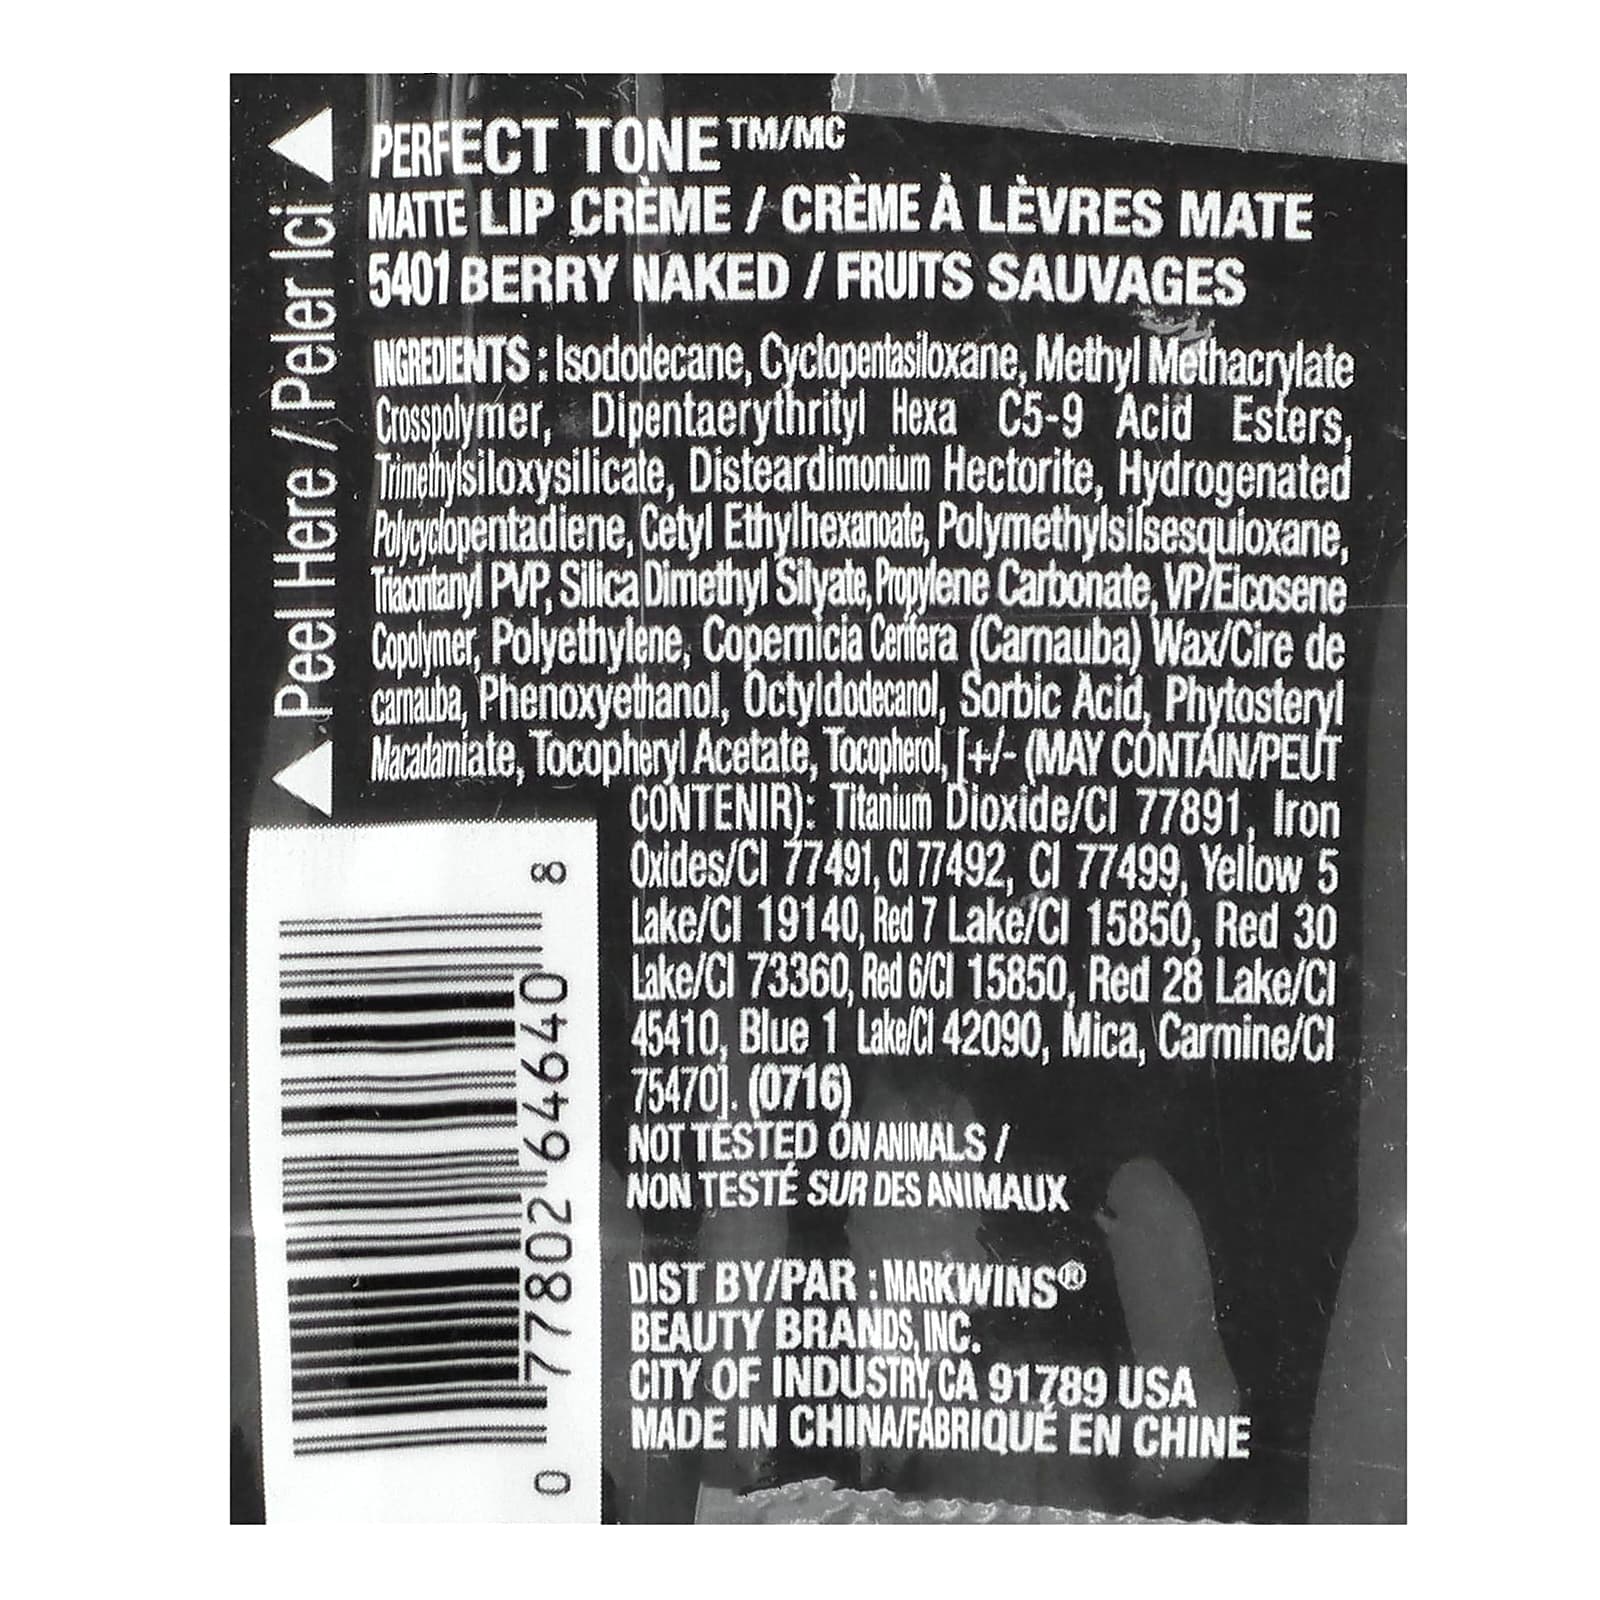 Peel Here / Peler Ici
PERFECT TONE™/MC
MATTE LIP CRÈME / CRÈME À LÈVRES MATE
5401 BERRY NAKED / FRUITS SAUVAGES
INGREDIENTS : Isododecane, Cyclopentasiloxane, Methyl Methacrylate
Crosspolymer, Dipentaerythrityl Hexa C5-9 Acid Esters,
Trimethylsiloxysilicate, Disteardimonium Hectorite, Hydrogenated
Polycyclopentadiene, Cetyl Ethylhexanoate, Polymethylsilsesquioxane,
Triacontanyl PVP, Silica Dimethyl Silyate, Propylene Carbonate, VP/Eicosene
Copolymer, Polyethylene, Copernicia Cerifera (Carnauba) Wax/Cire de
carnauba, Phenoxyethanol, Octyldodecanol, Sorbic Acid, Phytosteryl
Macadamiate, Tocopheryl Acetate, Tocopherol, [+/- (MAY CONTAIN/PEUT
CONTENIR): Titanium Dioxide/CI 77891, Iron
Oxides/CI 77491, CI 77492, CI 77499, Yellow 5
Lake/CI 19140, Red 7 Lake/CI 15850, Red 30
Lake/CI 73360, Red 6/CI 15850, Red 28 Lake/CI
45410, Blue 1 Lake/CI 42090, Mica, Carmine/CI
75470]. (0716)
NOT TESTED ON ANIMALS /
NON TESTÉ SUR DES ANIMAUX
DIST BY/PAR : MARKWINS®
BEAUTY BRANDS, INC.
CITY OF INDUSTRY, CA 91789 USA
MADE IN CHINA/FABRIQUÉ EN CHINE
0 77802 64640 8